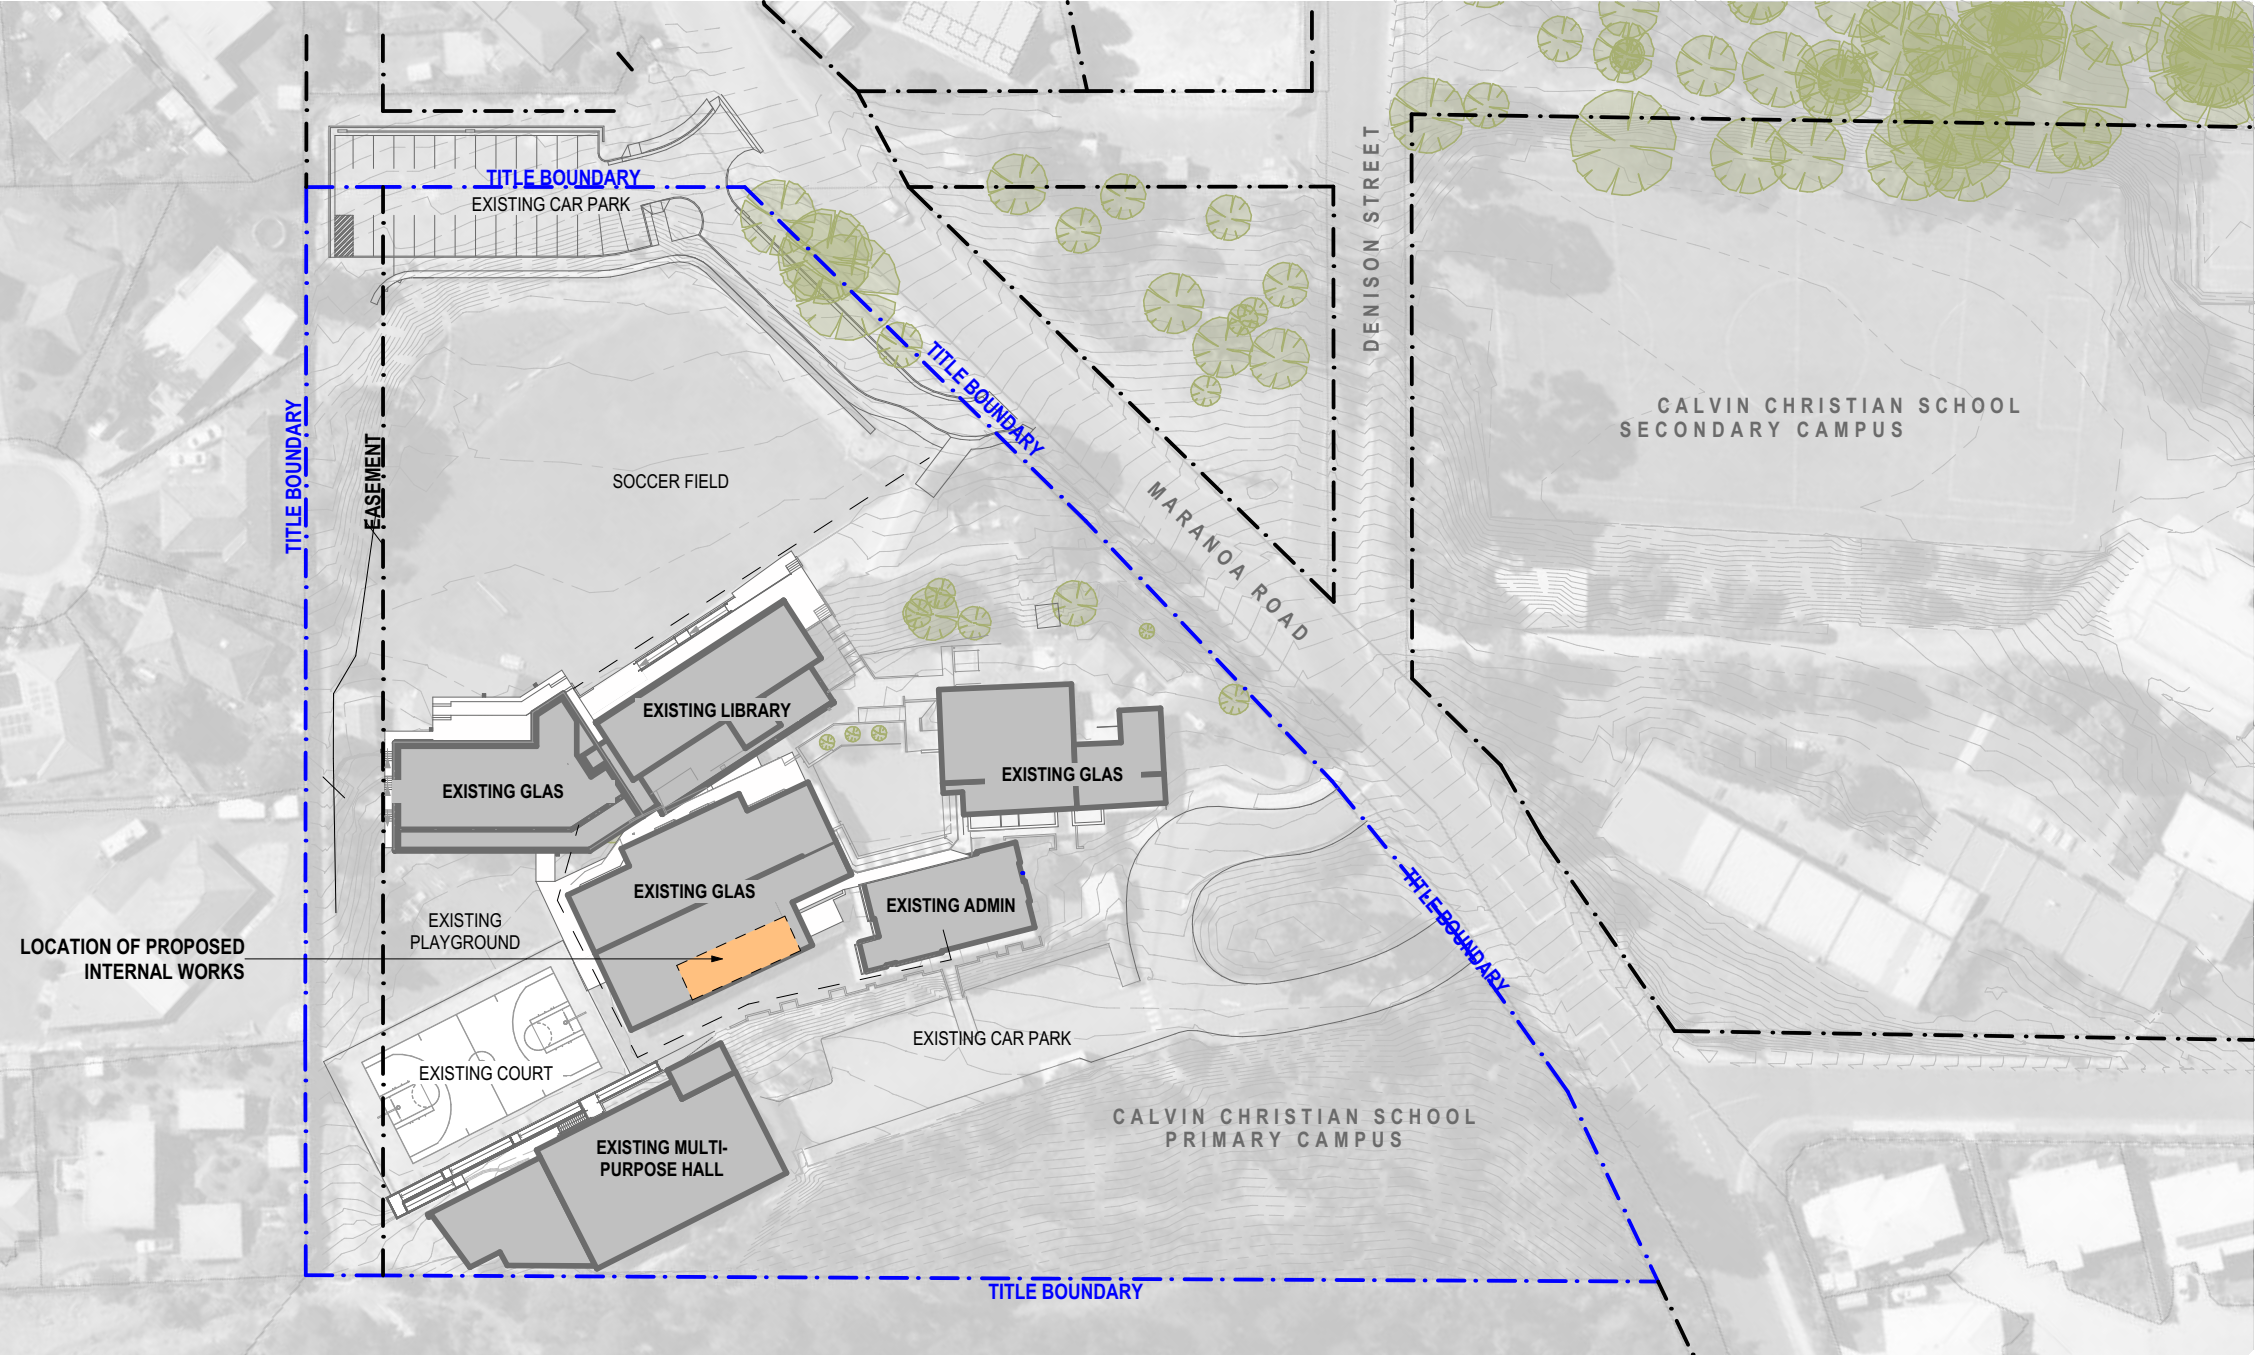 TITLE BOUNDARY
EXISTING CAR PARK
DENISON STREET
TITLE BOUNDARY
CALVIN CHRISTIAN SCHOOL
SECONDARY CAMPUS
TITLE BOUNDARY
EASEMENT
SOCCER FIELD
MARANOA ROAD
EXISTING LIBRARY
EXISTING GLAS
EXISTING GLAS
EXISTING GLAS
EXISTING ADMIN
EXISTING
PLAYGROUND
LOCATION OF PROPOSED
INTERNAL WORKS
TITLE BOUNDARY
EXISTING CAR PARK
EXISTING COURT
CALVIN CHRISTIAN SCHOOL
PRIMARY CAMPUS
EXISTING MULTI-
PURPOSE HALL
TITLE BOUNDARY